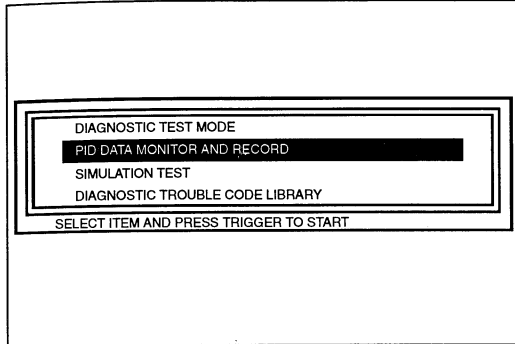 DIAGNOSTIC TEST MODE
PID DATA MONITOR AND RECORD
SIMULATION TEST
DIAGNOSTIC TROUBLE CODE LIBRARY
SELECT ITEM AND PRESS TRIGGER TO START